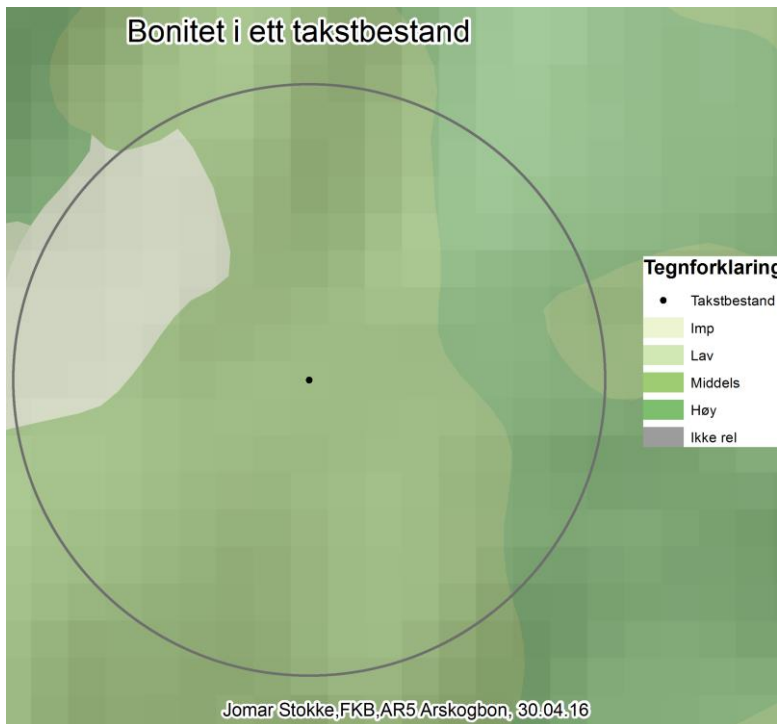 Bonitet i ett takstbestand
Tegnforklaring
Takstbestand
Imp
Lav
Middels
Høy
Ikke rel
Jomar Stokke,FKB,AR5 Arskogbon, 30.04.16